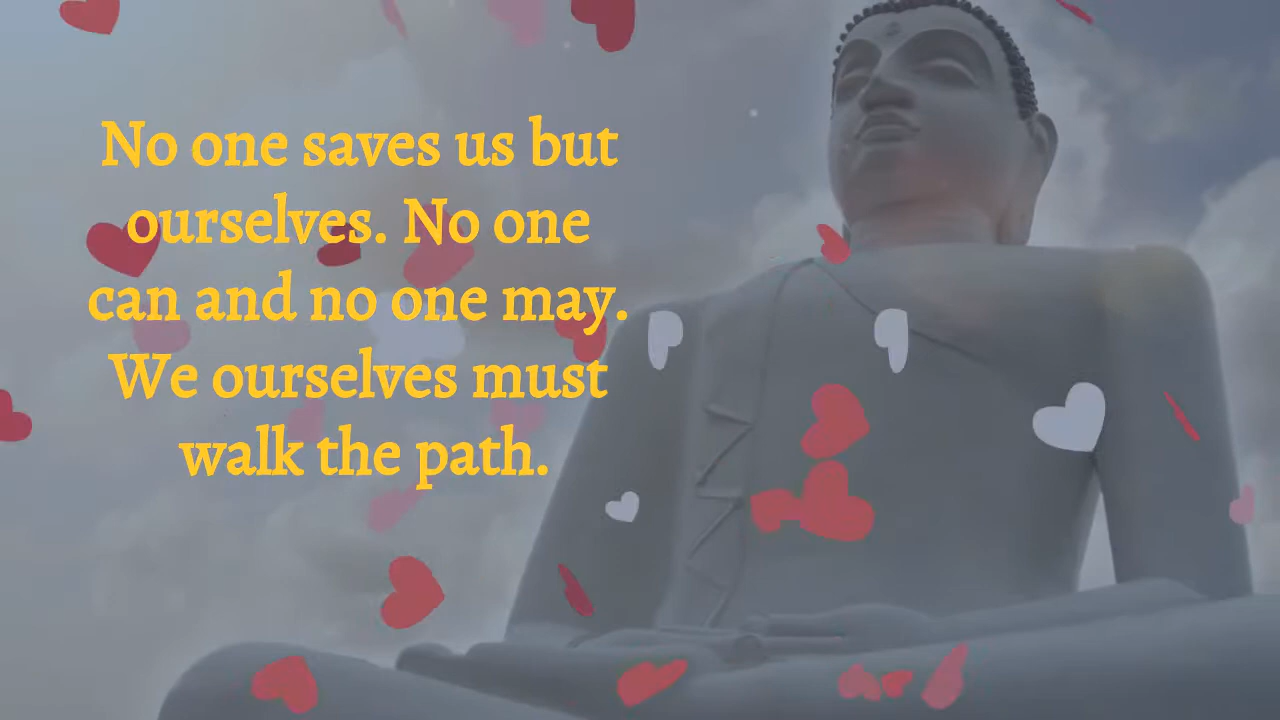 No one saves us but
ourselves. No one
can and no one may.
We ourselves must
walk the path.